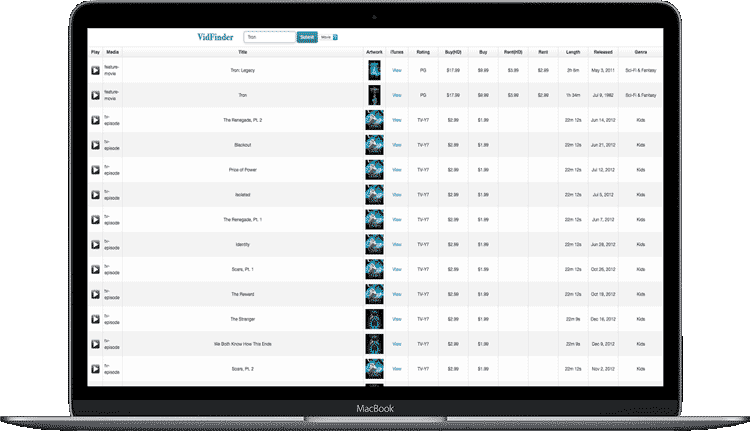 VidFinder Tron Submit Movie ?
Play Media Title Artwork iTunes Rating Buy(HD) Buy Rent(HD) Rent Length Released Genre
feature-movie Tron: Legacy View PG $17.99 $9.99 $3.99 $2.99 2h 5m May 3, 2011 Sci-Fi & Fantasy
feature-movie Tron View PG $17.99 $9.99 $3.99 $2.99 1h 34m Jul 9, 1982 Sci-Fi & Fantasy
tv-episode The Renegade, Pt. 2 View TV-Y7 $2.99 $1.99 22m 12s Jun 14, 2012 Kids
tv-episode Blackout View TV-Y7 $2.99 $1.99 22m 12s Jun 21, 2012 Kids
tv-episode Price of Power View TV-Y7 $2.99 $1.99 22m 12s Jul 12, 2012 Kids
tv-episode Isolated View TV-Y7 $2.99 $1.99 22m 12s Jul 5, 2012 Kids
tv-episode The Renegade, Pt. 1 View TV-Y7 $2.99 $1.99 22m 12s Jun 7, 2012 Kids
tv-episode Identity View TV-Y7 $2.99 $1.99 22m 12s Jun 28, 2012 Kids
tv-episode Scars, Pt. 1 View TV-Y7 $2.99 $1.99 22m 12s Oct 26, 2012 Kids
tv-episode The Reward View TV-Y7 $2.99 $1.99 22m 12s Oct 19, 2012 Kids
tv-episode The Stranger View TV-Y7 $2.99 $1.99 22m 9s Dec 16, 2012 Kids
tv-episode We Both Know How This Ends View TV-Y7 $2.99 $1.99 22m 9s Dec 9, 2012 Kids
tv-episode Scars, Pt. 2 View TV-Y7 $2.99 $1.99 22m 12s Nov 2, 2012 Kids
MacBook